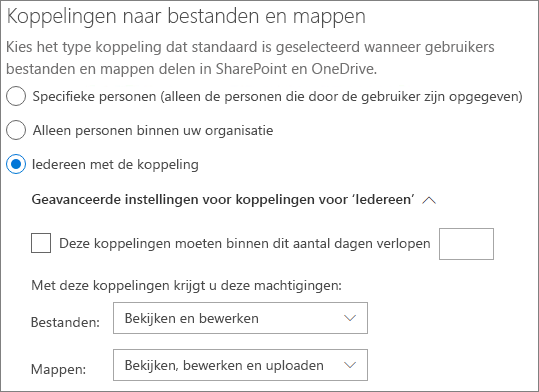 Koppelingen naar bestanden en mappen
Kies het type koppeling dat standaard is geselecteerd wanneer gebruikers
bestanden en mappen delen in SharePoint en OneDrive.
Specifieke personen (alleen de personen die door de gebruiker zijn opgegeven)
Alleen personen binnen uw organisatie
Iedereen met de koppeling
Geavanceerde instellingen voor koppelingen voor ‘Iedereen’
Deze koppelingen moeten binnen dit aantal dagen verlopen
Met deze koppelingen krijgt u deze machtigingen:
Bestanden: Bekijken en bewerken
Mappen: Bekijken, bewerken en uploaden